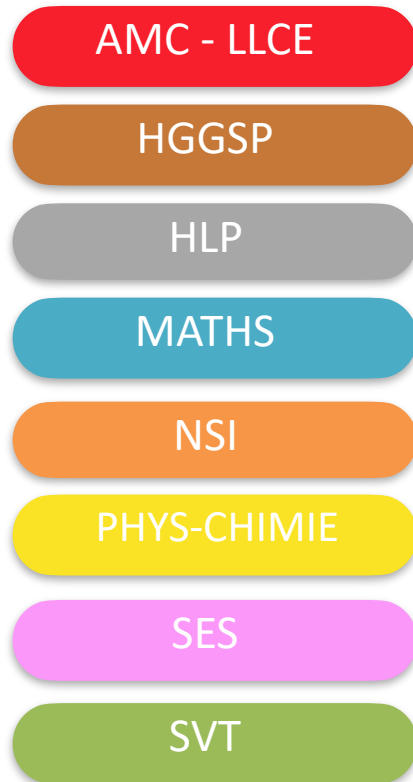 AMC - LLCE
HGGSP
HLP
MATHS
NSI
PHYS-CHIMIE
SES
SVT